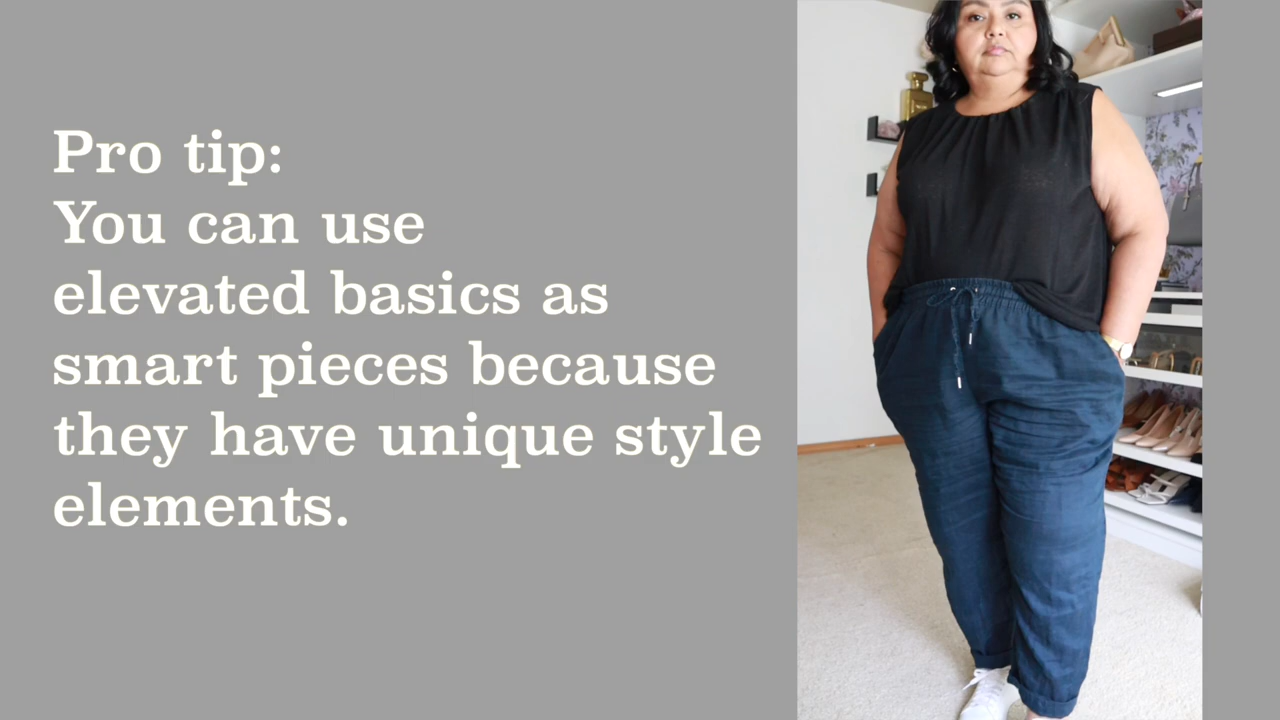 Pro tip:
You can use
elevated basics as
smart pieces because
they have unique style
elements.